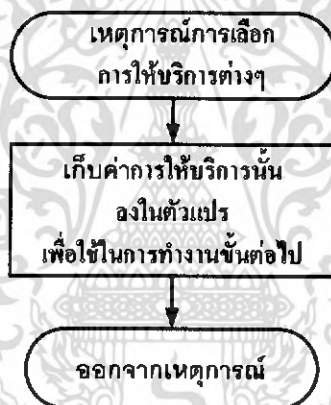 เหตุการณ์การเลือก
การให้บริการต่างๆ
เก็บค่าการให้บริการนั้น
ลงในตัวแปร
เพื่อใช้ในการทำงานขั้นต่อไป
ออกจากเหตุการณ์